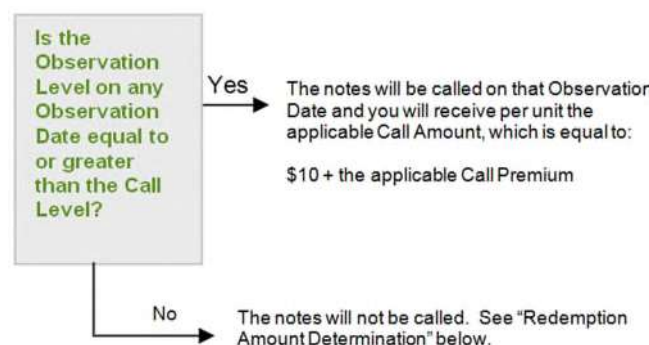 Is the
Observation
Level on any
Observation
Date equal to
or greater
than the Call
Level?
Yes
The notes will be called on that Observation
Date and you will receive per unit the
applicable Call Amount, which is equal to:
$10 + the applicable Call Premium
No
The notes will not be called. See “Redemption
Amount Determination” below.